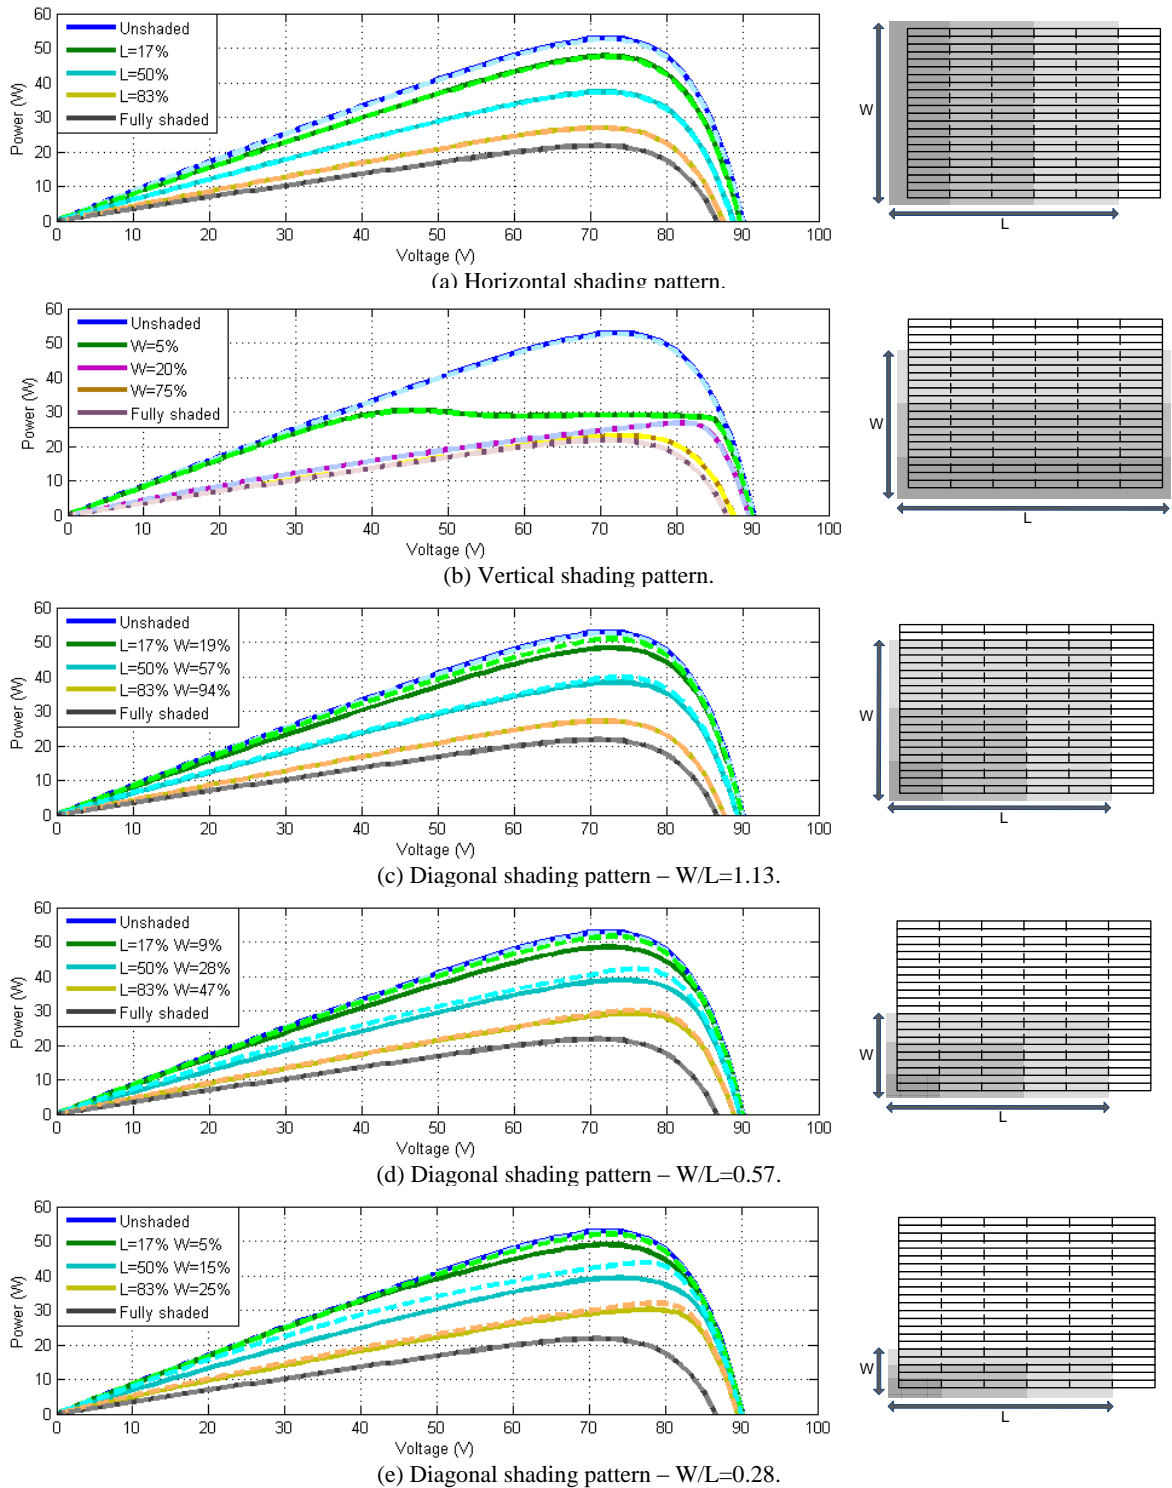 60
50
40
30
20
10
0
Power (W)
Unshaded
L=17%
L=50%
L=83%
Fully shaded
0 10 20 30 40 50 60 70 80 90 100
Voltage (V)
W
L
(a) Horizontal shading pattern.
60
50
40
30
20
10
0
Power (W)
Unshaded
W=5%
W=20%
W=75%
Fully shaded
0 10 20 30 40 50 60 70 80 90 100
Voltage (V)
W
L
(b) Vertical shading pattern.
60
50
40
30
20
10
0
Power (W)
Unshaded
L=17% W=19%
L=50% W=57%
L=83% W=94%
Fully shaded
0 10 20 30 40 50 60 70 80 90 100
Voltage (V)
W
L
(c) Diagonal shading pattern – W/L=1.13.
60
50
40
30
20
10
0
Power (W)
Unshaded
L=17% W=9%
L=50% W=28%
L=83% W=47%
Fully shaded
0 10 20 30 40 50 60 70 80 90 100
Voltage (V)
W
L
(d) Diagonal shading pattern – W/L=0.57.
60
50
40
30
20
10
0
Power (W)
Unshaded
L=17% W=5%
L=50% W=15%
L=83% W=25%
Fully shaded
0 10 20 30 40 50 60 70 80 90 100
Voltage (V)
W
L
(e) Diagonal shading pattern – W/L=0.28.